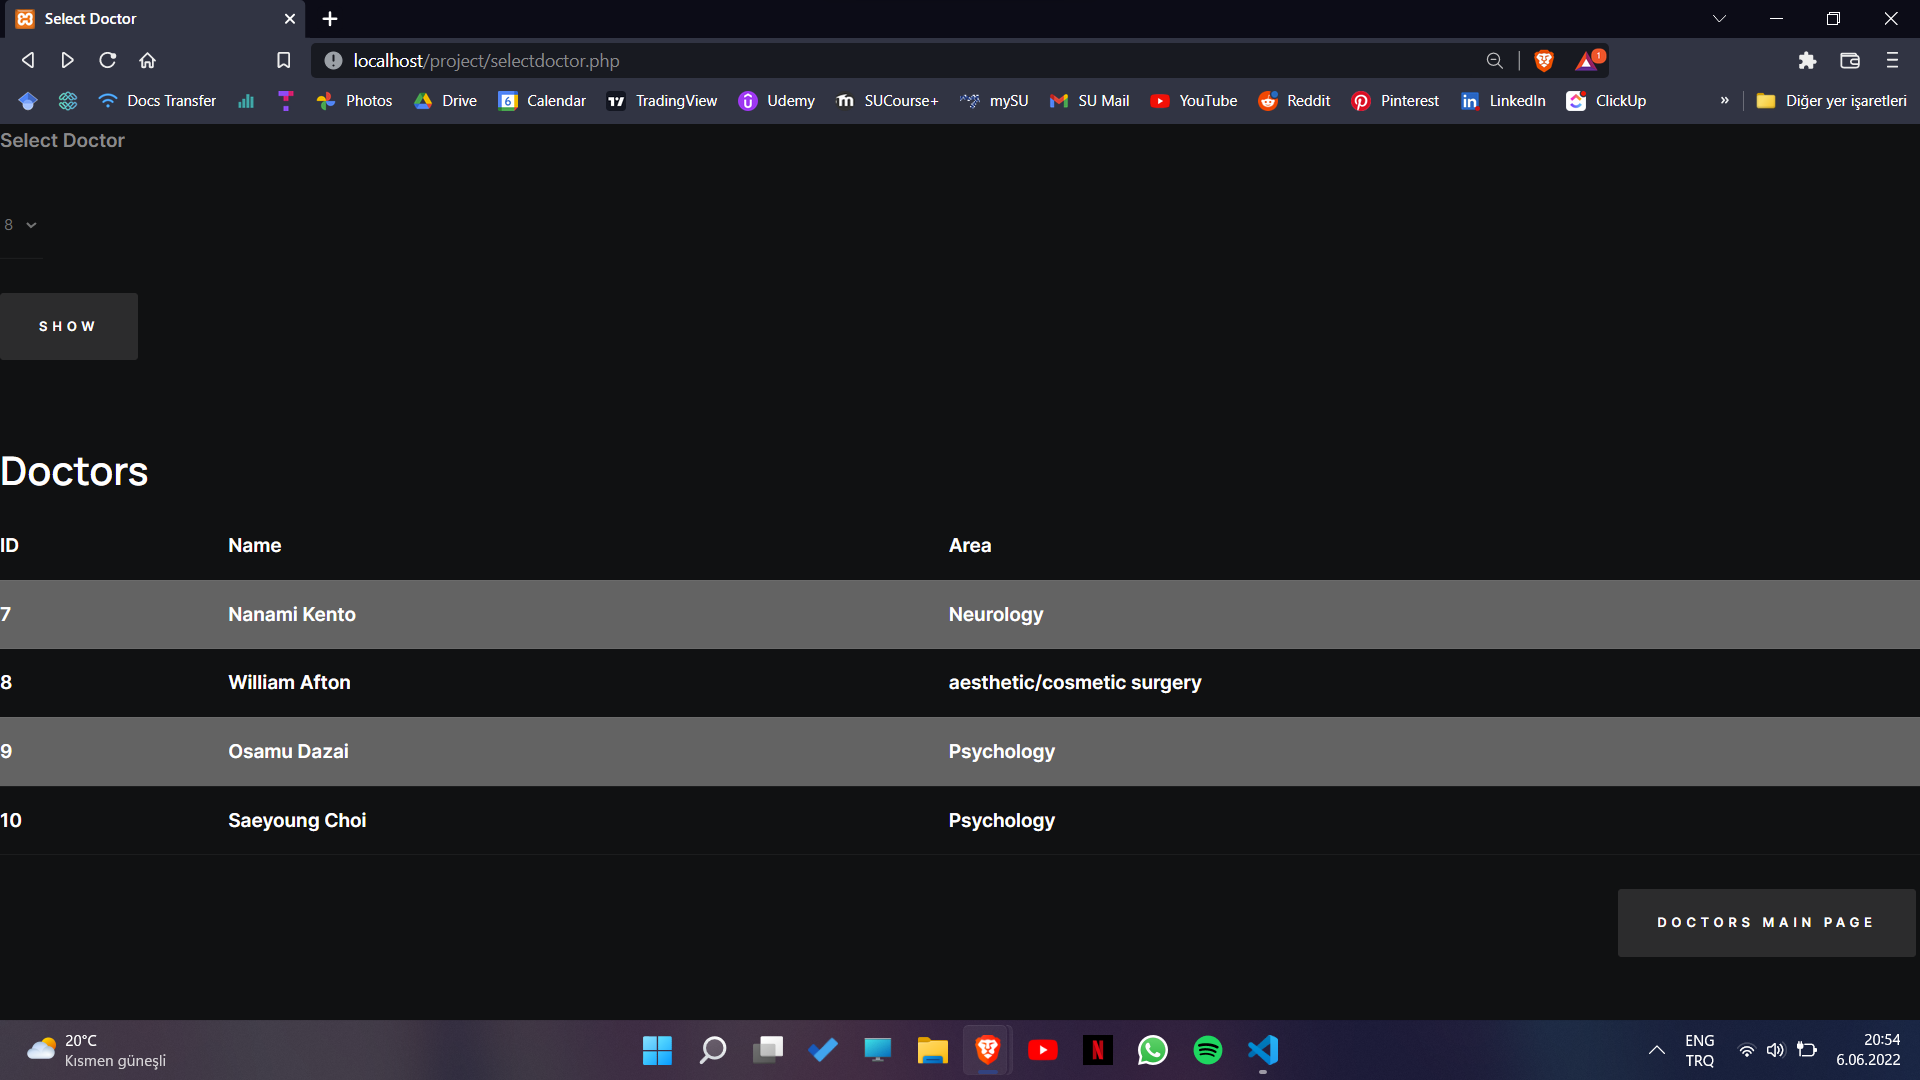 Select Doctor
localhost/project/selectdoctor.php
1
Docs Transfer
Photos
Drive
6
Calendar
TradingView
Udemy
SUCourse+
mySU
SU Mail
YouTube
Reddit
Pinterest
LinkedIn
ClickUp
»
Diğer yer işaretleri
Select Doctor
8
SHOW
Doctors
ID Name Area
7 Nanami Kento Neurology
8 William Afton aesthetic/cosmetic surgery
9 Osamu Dazai Psychology
10 Saeyoung Choi Psychology
DOCTORS MAIN PAGE
20°C
Kısmen güneşli
ENG
TRQ
20:54
6.06.2022